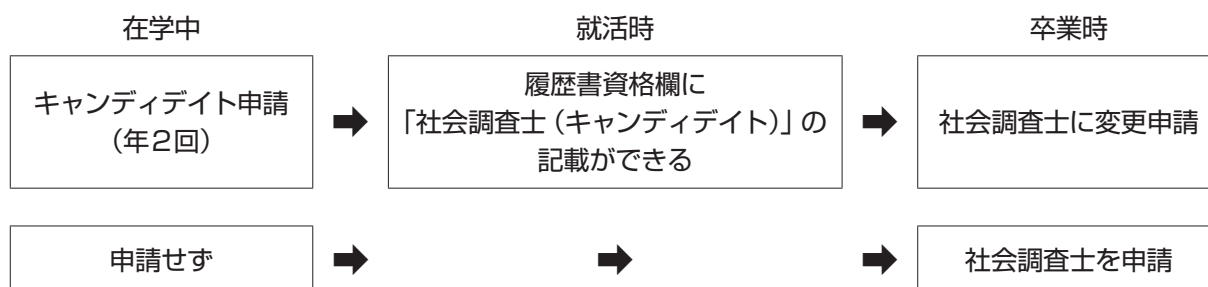 在学中
就活時
卒業時
キャンディデイト申請
(年2回)
履歴書資格欄に
「社会調査士(キャンディデイト)」の
記載ができる
社会調査士に変更申請
申請せず
社会調査士を申請